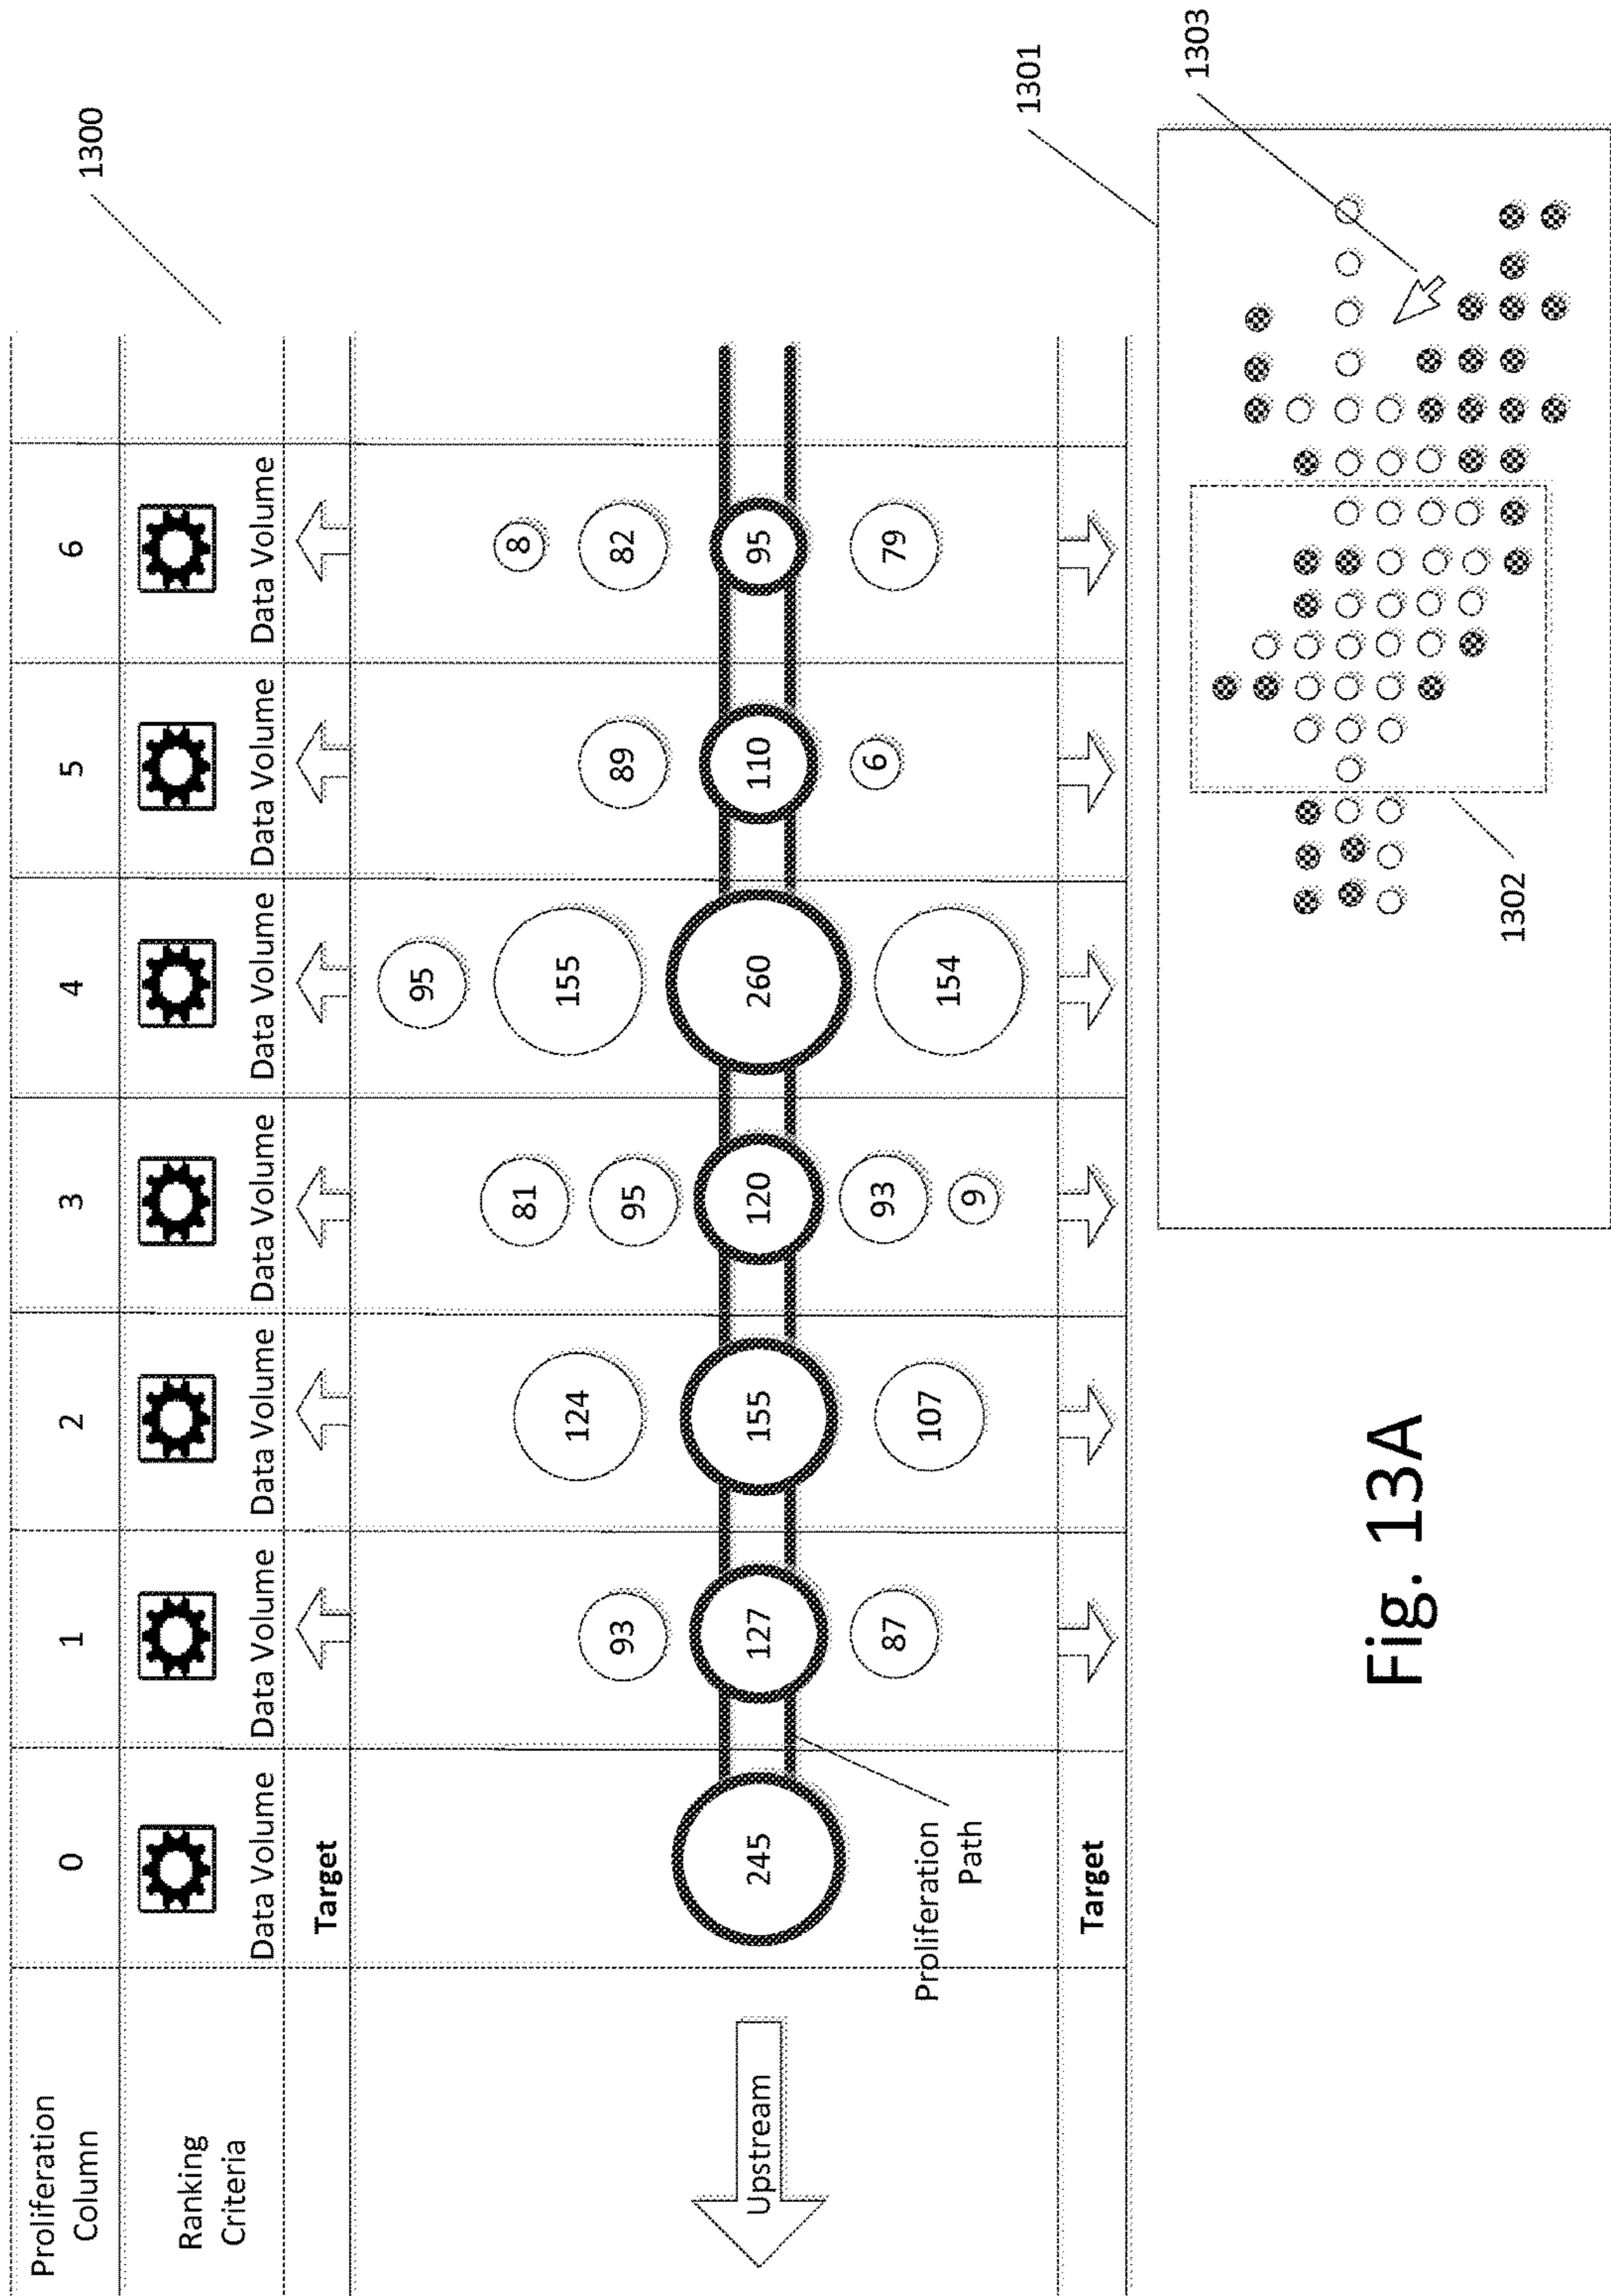 1300
Proliferation
Column
0 1 2 3 4 5 6
Ranking
Criteria
Data Volume Data Volume Data Volume Data Volume Data Volume Data Volume Data Volume
Target
95
81 8
124 155
93 95 89 82
Upstream 245 127 155 120 260 110 95
87 107 93 154 6 79
9
Proliferation
Path
Target
1301
1303
1302
Fig. 13A